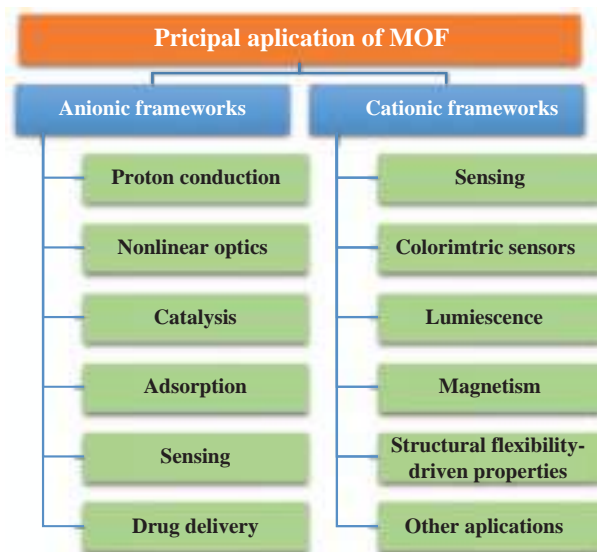 Pricipal aplication of MOF
Anionic frameworks
Proton conduction
Nonlinear optics
Catalysis
Adsorption
Sensing
Drug delivery
Cationic frameworks
Sensing
Colorimtric sensors
Lumiescence
Magnetism
Structural flexibility-
driven properties
Other aplications